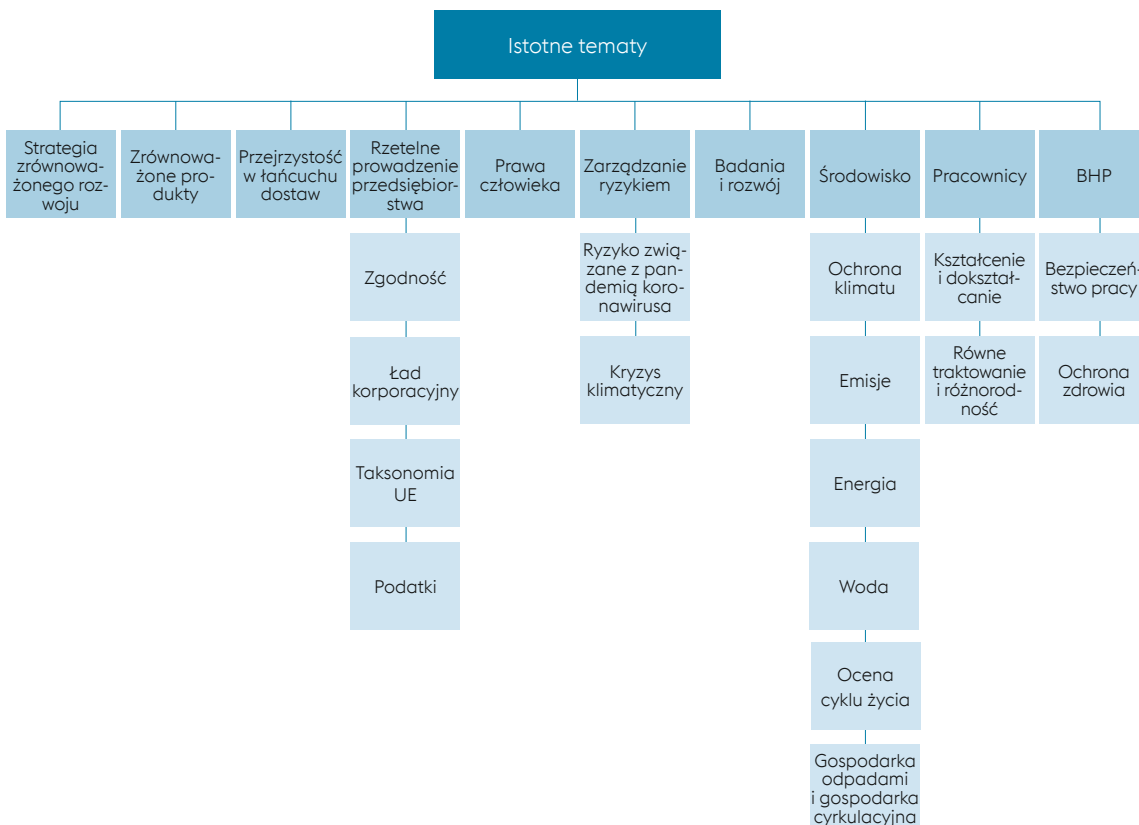 Istotne tematy
Strategia
zrównowa-
żonego roz-
woju
Zrównowa-
żone pro-
dukty
Przejrzystość
w łańcuchu
dostaw
Rzetelne
prowadzenie
przedsiębior-
stwa
Prawa
człowieka
Zarządzanie
ryzykiem
Badania
i rozwój
Środowisko
Pracownicy
BHP
Zgodność
Ład
korporacyjny
Taksonomia
UE
Podatki
Ryzyko zwią-
zane z pan-
demią koro-
nawirusa
Kryzys
klimatyczny
Ochrona
klimatu
Emisje
Energia
Woda
Ocena
cyklu życia
Gospodarka
odpadami
i gospodarka
cyrkulacyjna
Kształcenie
i dokształ-
canie
Równe
traktowanie
i różnorod-
ność
Bezpieczeń-
stwo pracy
Ochrona
zdrowia